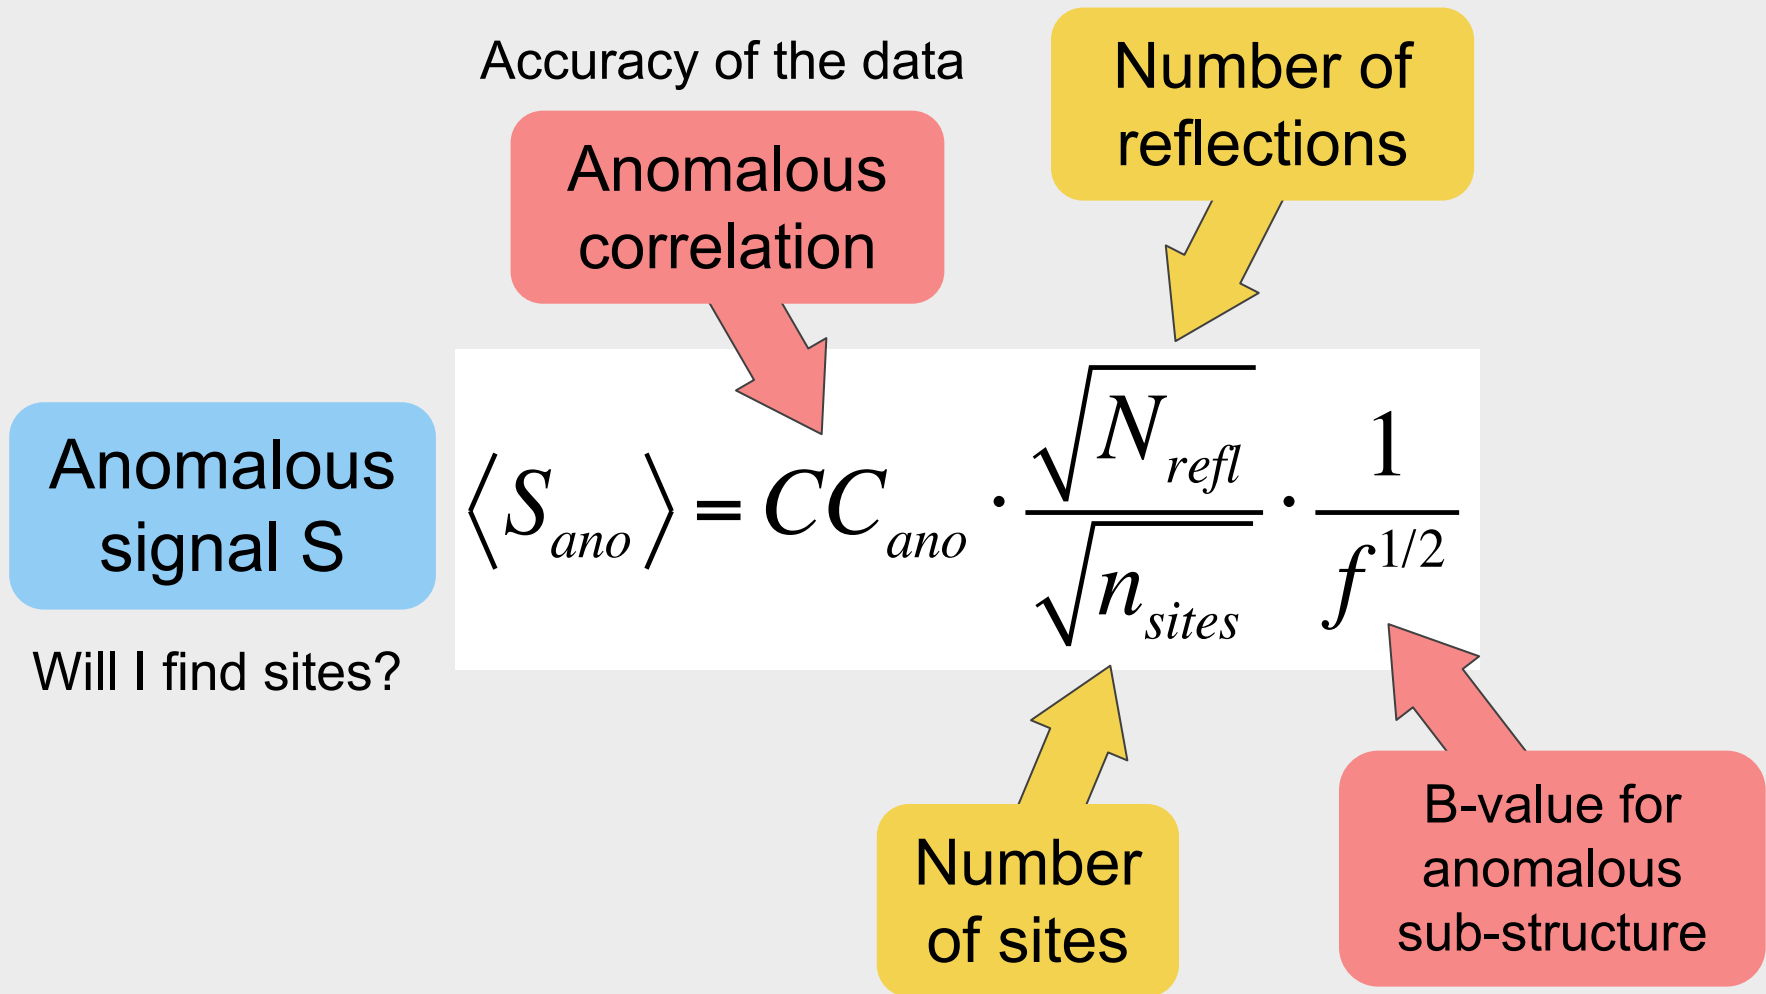 Accuracy of the data
Number of
reflections
Anomalous
correlation
Anomalous
signal S
Will I find sites?
⟨S_ano⟩ = CC_ano · √N_refl / √n_sites · 1 / f^1/2
Number
of sites
B-value for
anomalous
sub-structure